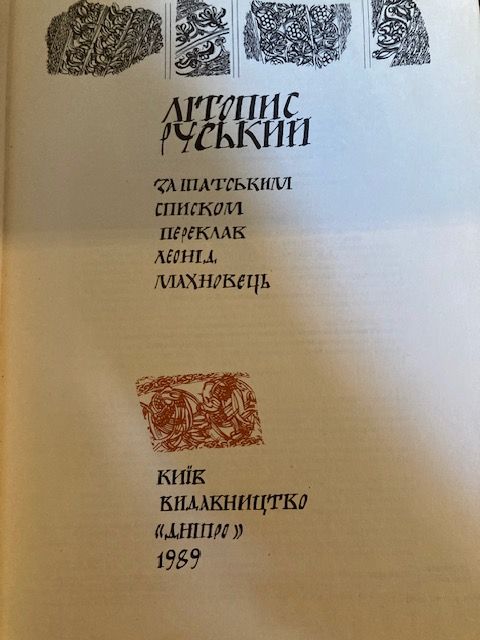 ЛІТОПИС
РУСЬКИЙ
ЗА ІПАТСЬКИМ
СПИСКОМ
ПЕРЕКЛАВ
ЛЕОНІД
МАХНОВЕЦЬ
КИЇВ
ВИДАВНИЦТВО
«ДНІПРО»
1989